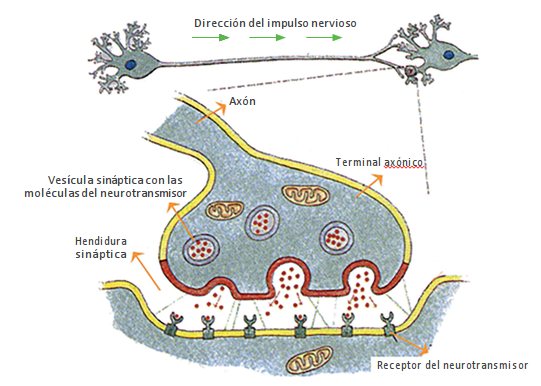 Dirección del impulso nervioso
Axón
Terminal axónico
Vesícula sináptica con las
moléculas del neurotransmisor
Hendidura
sináptica
Receptor del neurotransmisor